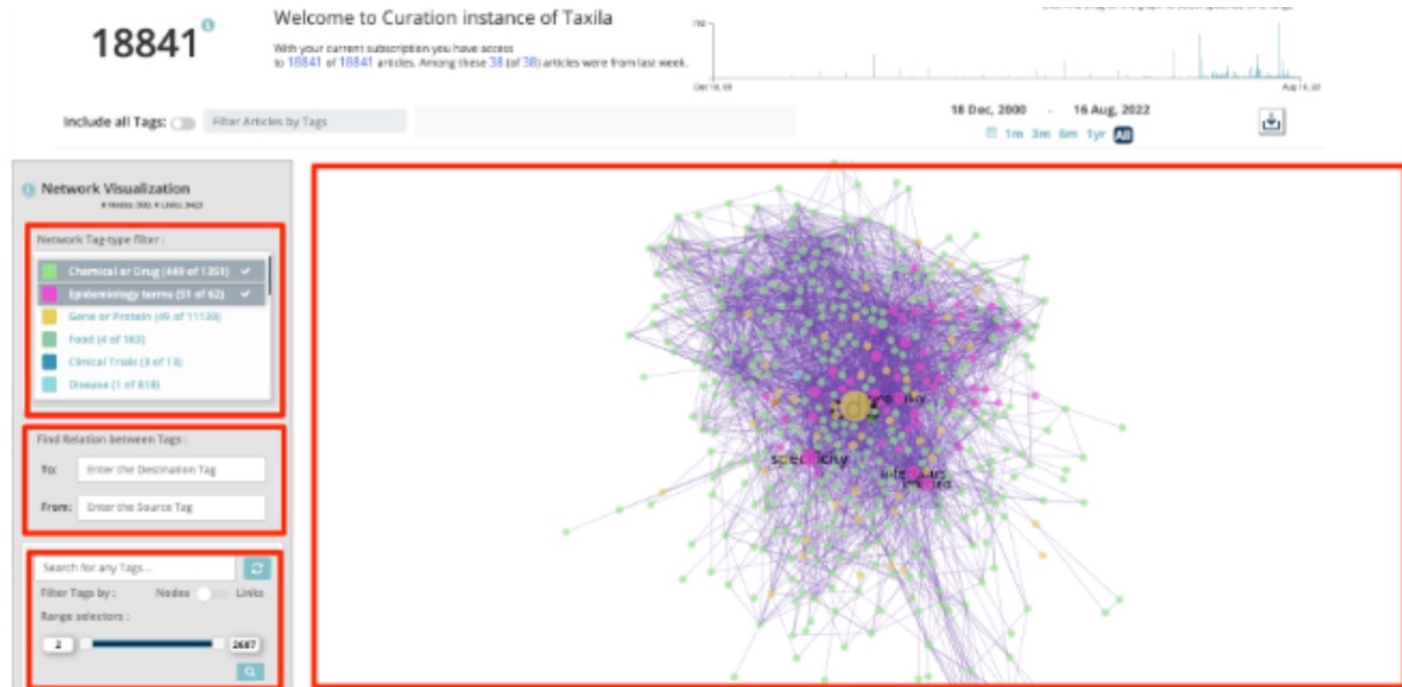 18841
Welcome to Curation instance of Taxila
With your current subscription you have access
to 18841 of 18841 articles. Among these 38 (of 38) articles were from last week.
Include all Tags:
Filter Articles by Tags
18 Dec, 2000 - 16 Aug, 2022
1m 3m 6m 1yr All
Network Visualization
Network Tag-type filter :
Chemical or Drug (449 of 1351)
Epidemiology terms (51 of 62)
Gene or Protein (49 of 11130)
Food (4 of 163)
Clinical Trials (3 of 13)
Disease (1 of 818)
Find Relation between Tags :
To: Enter the Destination Tag
From: Enter the Source Tag
Search for any Tags...
Filter Tags by : Nodes Links
Range selectors :
2 2687
specificity